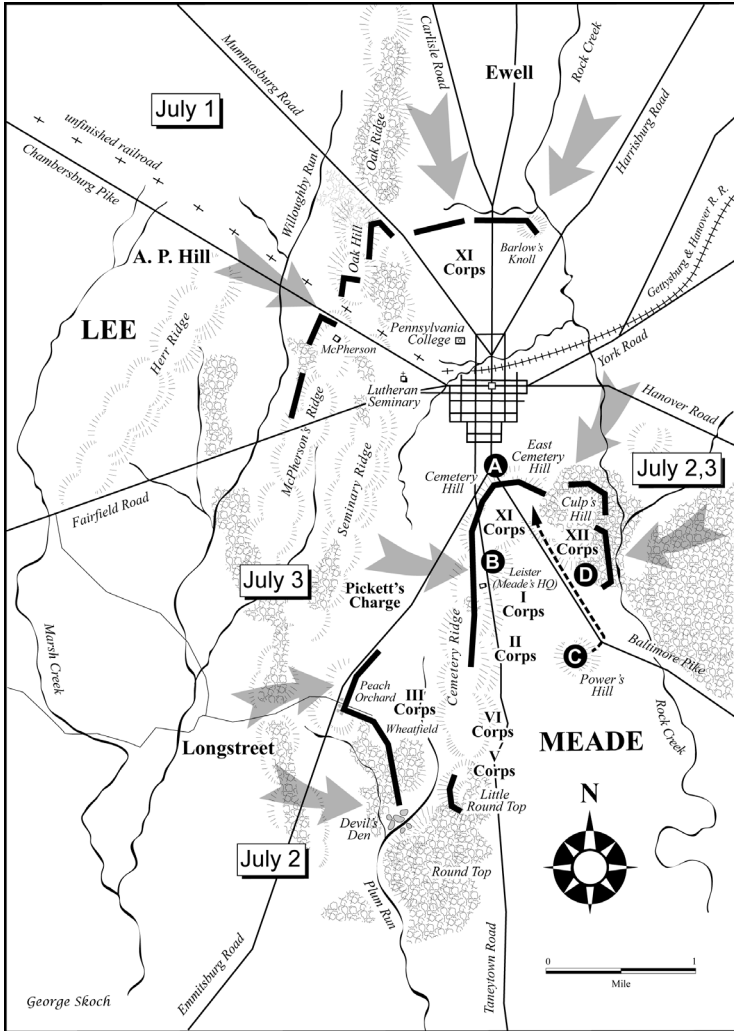 Mummasburg Road
Carlisle Road
Ewell
Rock Creek
Harrisburg Road
July 1
unfinished railroad
Chambersburg Pike
Willoughby Run
Oak Ridge
Oak Hill
XI
Corps
Barlow's
Knoll
Gettysburg & Hanover R. R.
A. P. Hill
LEE
Herr Ridge
McPherson
Pennsylvania
College
York Road
Lutheran
Seminary
Hanover Road
McPherson's Ridge
Seminary Ridge
Fairfield Road
A
East
Cemetery
Hill
Cemetery
Hill
July 2,3
Culp's
Hill
XI
Corps
XII
Corps
B
D
Leister
(Meade's HQ)
July 3
Pickett's
Charge
I
Corps
II
Corps
Cemetery Ridge
C
Power's
Hill
Baltimore Pike
Marsh Creek
Peach
Orchard
III
Corps
Wheatfield
Rock Creek
Longstreet
VI
Corps
V
Corps
MEADE
Little
Round Top
N
Devil's
Den
July 2
Round Top
Plum Run
Emmitsburg Road
Taneytown Road
0
1
Mile
George Skoch